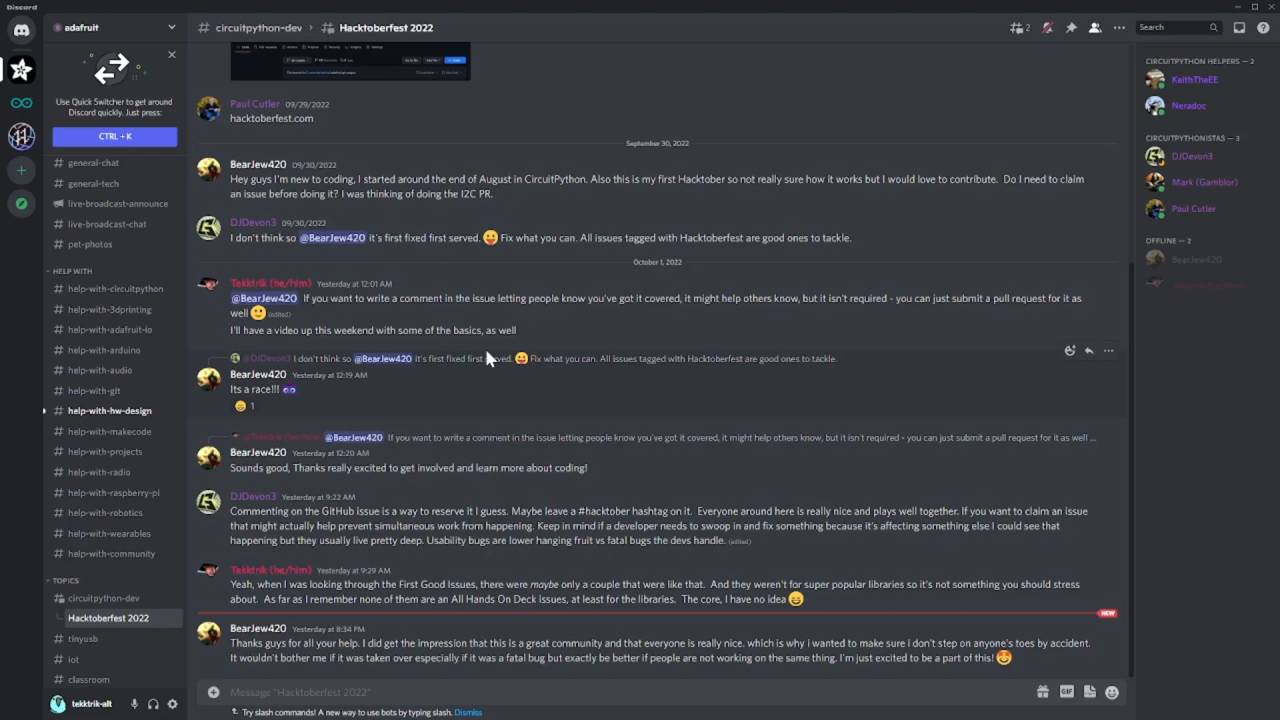 Discord
adafruit
circuitpython-dev
Hacktoberfest 2022
2
Search
Use Quick Switcher to get around
Discord quickly. Just press:
CTRL + K
general-chat
general-tech
live-broadcast-announce
live-broadcast-chat
pet-photos
HELP WITH
help-with-circuitpython
help-with-3dprinting
help-with-adafruit-io
help-with-arduino
help-with-audio
help-with-git
help-with-hw-design
help-with-makecode
help-with-projects
help-with-radio
help-with-raspberry-pi
help-with-robotics
help-with-wearables
help-with-community
TOPICS
circuitpython-dev
Hacktoberfest 2022
tinyusb
iot
classroom
tekktrik-alt
Paul Cutler 09/29/2022
hacktoberfest.com
September 30, 2022
BearJew420 09/30/2022
Hey guys I'm new to coding, I started around the end of August in CircuitPython. Also this is my first Hacktober so not really sure how it works but I would love to contribute. Do I need to claim
an issue before doing it? I was thinking of doing the I2C PR.
DJDevon3 09/30/2022
I don't think so @BearJew420 it's first fixed first served. 😛 Fix what you can. All issues tagged with Hacktoberfest are good ones to tackle.
October 1, 2022
Tekktrik (he/him) Yesterday at 12:01 AM
@BearJew420 If you want to write a comment in the issue letting people know you've got it covered, it might help others know, but it isn't required - you can just submit a pull request for it as
well 🙂 (edited)
I'll have a video up this weekend with some of the basics, as well
@DJDevon3 I don't think so @BearJew420 it's first fixed first served. 😛 Fix what you can. All issues tagged with Hacktoberfest are good ones to tackle.
BearJew420 Yesterday at 12:19 AM
Its a race!!!
1
@Tekktrik (he/him) @BearJew420 If you want to write a comment in the issue letting people know you've got it covered, it might help others know, but it isn't required - you can just submit a pull request for it as well ...
BearJew420 Yesterday at 12:20 AM
Sounds good, Thanks really excited to get involved and learn more about coding!
DJDevon3 Yesterday at 9:22 AM
Commenting on the GitHub issue is a way to reserve it I guess. Maybe leave a #hacktober hashtag on it. Everyone around here is really nice and plays well together. If you want to claim an issue
that might actually help prevent simultaneous work from happening. Keep in mind if a developer needs to swoop in and fix something because it's affecting something else I could see that
happening but they usually live pretty deep. Usability bugs are lower hanging fruit vs fatal bugs the devs handle. (edited)
Tekktrik (he/him) Yesterday at 9:29 AM
Yeah, when I was looking through the First Good Issues, there were maybe only a couple that were like that. And they weren't for super popular libraries so it's not something you should stress
about. As far as I remember none of them are an All Hands On Deck issues, at least for the libraries. The core, I have no idea 😄
NEW
BearJew420 Yesterday at 8:34 PM
Thanks guys for all your help. I did get the impression that this is a great community and that everyone is really nice. which is why i wanted to make sure i don't step on anyone's toes by accident.
It wouldn't bother me if it was taken over especially if it was a fatal bug but exactly be better if people are not working on the same thing. I'm just excited to be a part of this! 🥰
Message "Hacktoberfest 2022"
GIF
Try slash commands! A new way to use bots by typing slash. Dismiss
CIRCUITPYTHON HELPERS — 2
KeithTheEE
Neradoc
CIRCUITPYTHONISTAS — 3
DJDevon3
Mark (Gamblor)
Paul Cutler
OFFLINE — 2
BearJew420